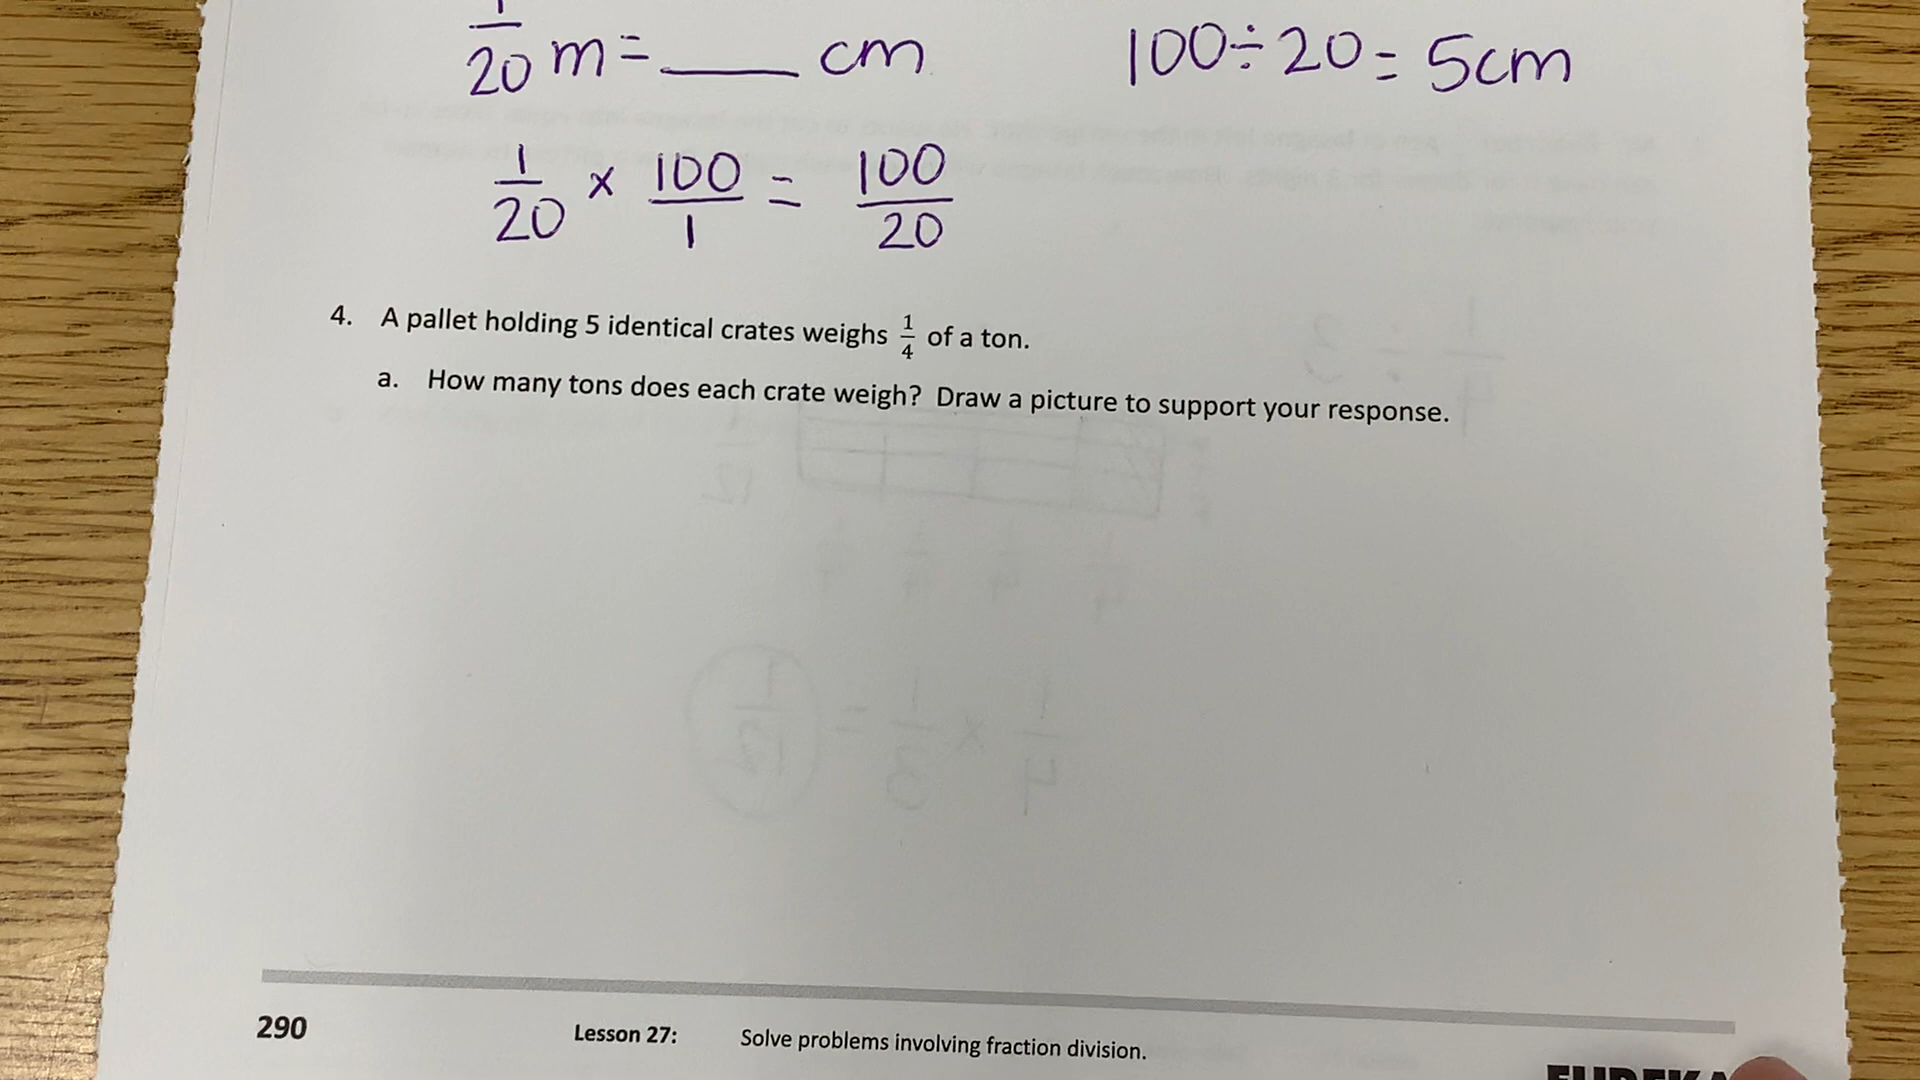 1/20 m = ___ cm 100 ÷ 20 = 5cm
1/20 × 100/1 = 100/20
4. A pallet holding 5 identical crates weighs 1/4 of a ton.
a. How many tons does each crate weigh? Draw a picture to support your response.
290 Lesson 27: Solve problems involving fraction division.